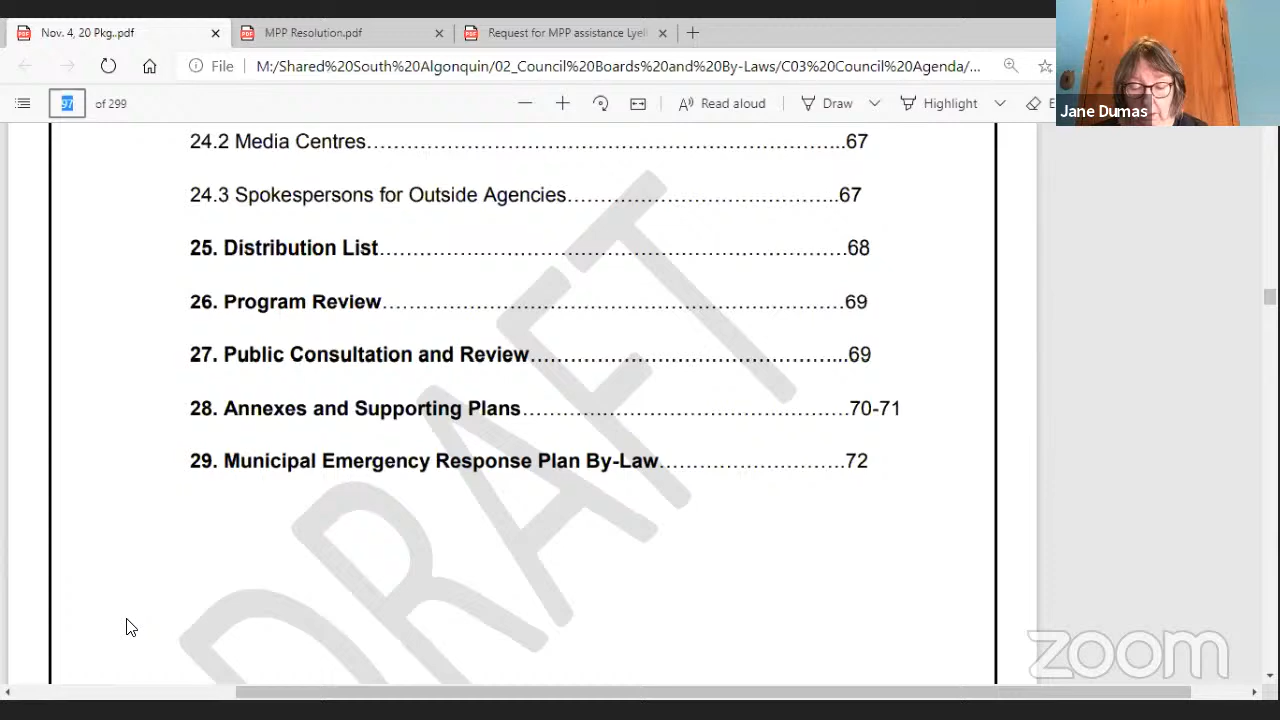 Nov. 4, 20 Pkg..pdf
MPP Resolution.pdf
Request for MPP assistance Lyell
File M:/Shared%20South%20Algonquin/02_Council%20Boards%20and%20By-Laws/C03%20Council%20Agenda/...
97 of 299
Read aloud
Draw
Highlight
E
Jane Dumas
24.2 Media Centres……………………………………………………………………..67
24.3 Spokespersons for Outside Agencies……………………………………….67
25. Distribution List……………………………………………………………………68
26. Program Review……………………………………………………………………69
27. Public Consultation and Review………………………………………………...69
28. Annexes and Supporting Plans…………………………………………………70-71
29. Municipal Emergency Response Plan By-Law……………………………72
DRAFT
zoom